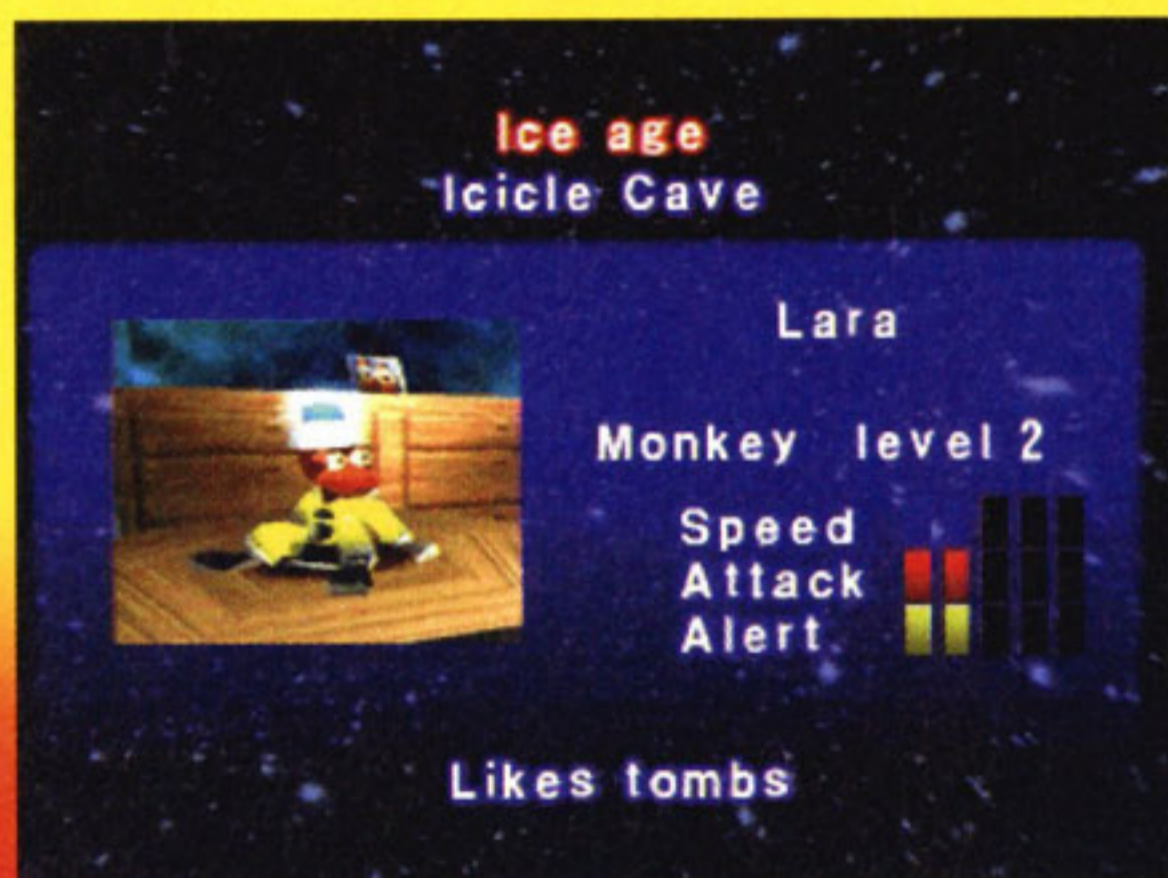 Ice age
Icicle Cave
Lara
Monkey level 2
Speed
Attack
Alert
Likes tombs